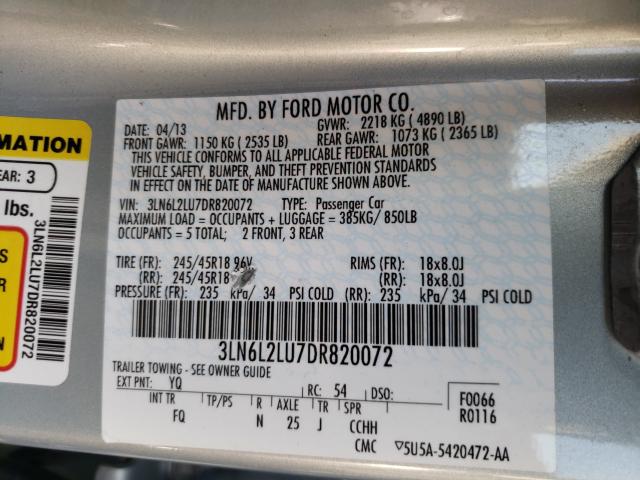 MFD. BY FORD MOTOR CO.
DATE: 04/13 GVWR: 2218 KG ( 4890 LB)
FRONT GAWR: 1150 KG ( 2535 LB) REAR GAWR: 1073 KG ( 2365 LB)
THIS VEHICLE CONFORMS TO ALL APPLICABLE FEDERAL MOTOR
VEHICLE SAFETY, BUMPER, AND THEFT PREVENTION STANDARDS
IN EFFECT ON THE DATE OF MANUFACTURE SHOWN ABOVE.
VIN: 3LN6L2LU7DR820072 TYPE: Passenger Car
MAXIMUM LOAD = OCCUPANTS + LUGGAGE = 385KG/ 850LB
OCCUPANTS = 5 TOTAL; 2 FRONT, 3 REAR
TIRE (FR): 245/45R18 96V RIMS (FR): 18x8.0J
(RR): 245/45R18 (RR): 18x8.0J
PRESSURE (FR): 235 kPa/ 34 PSI COLD (RR): 235 kPa/ 34 PSI COLD
3LN6L2LU7DR820072
TRAILER TOWING - SEE OWNER GUIDE
EXT PNT: YQ RC: 54 DSO: F0066
R0116
INT TR TP/PS R AXLE TR SPR
FQ N 25 J CCHH
CMC ▽5U5A-5420472-AA
RMATION
EAR: 3
lbs.
3LN6L2LU7DR820072
S